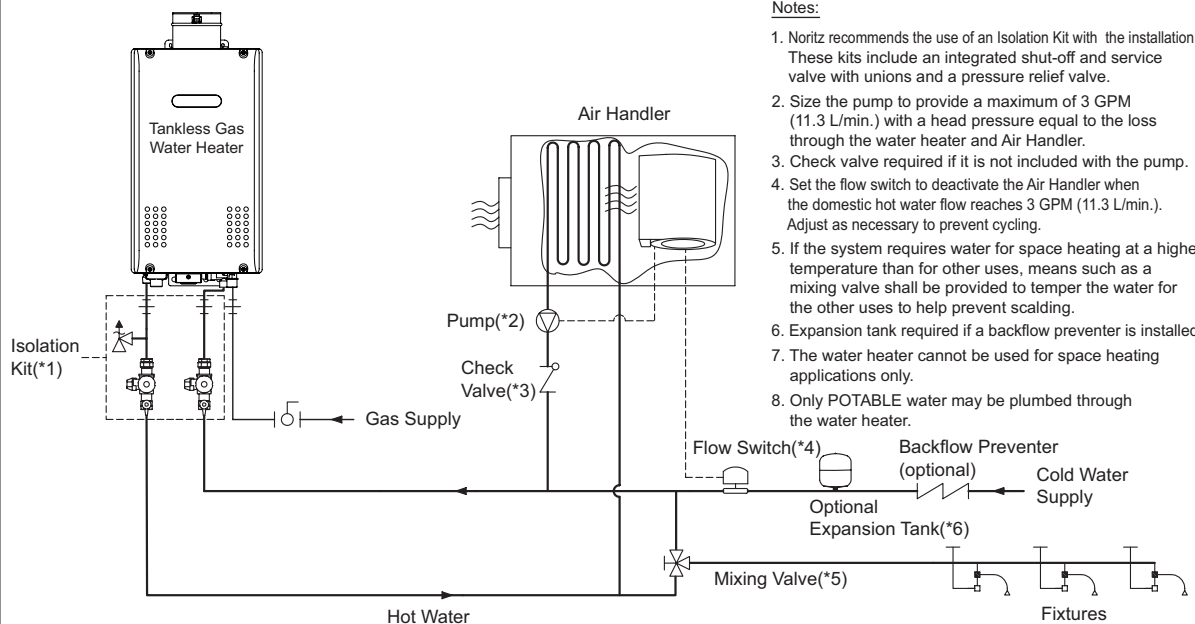 Notes:
1. Noritz recommends the use of an Isolation Kit with the installation
These kits include an integrated shut-off and service
valve with unions and a pressure relief valve.
2. Size the pump to provide a maximum of 3 GPM
(11.3 L/min.) with a head pressure equal to the loss
through the water heater and Air Handler.
3. Check valve required if it is not included with the pump.
4. Set the flow switch to deactivate the Air Handler when
the domestic hot water flow reaches 3 GPM (11.3 L/min.).
Adjust as necessary to prevent cycling.
5. If the system requires water for space heating at a highe
temperature than for other uses, means such as a
mixing valve shall be provided to temper the water for
the other uses to help prevent scalding.
6. Expansion tank required if a backflow preventer is installed
7. The water heater cannot be used for space heating
applications only.
8. Only POTABLE water may be plumbed through
the water heater.
Tankless Gas
Water Heater
Air Handler
Isolation
Kit(*1)
Pump(*2)
Check
Valve(*3)
Gas Supply
Flow Switch(*4)
Backflow Preventer
(optional)
Cold Water
Supply
Optional
Expansion Tank(*6)
Mixing Valve(*5)
Hot Water
Fixtures